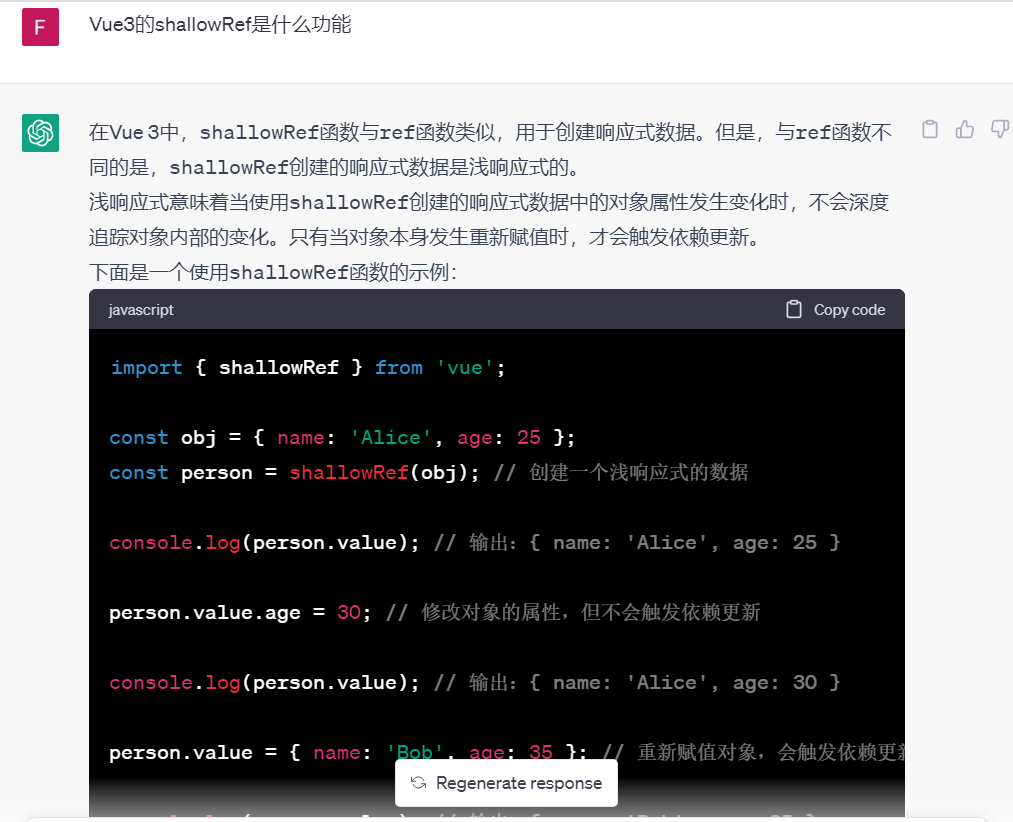 F
Vue3的shallowRef是什么功能
在Vue 3中，shallowRef函数与ref函数类似，用于创建响应式数据。但是，与ref函数不
同的是，shallowRef创建的响应式数据是浅响应式的。
浅响应式意味着当使用shallowRef创建的响应式数据中的对象属性发生变化时，不会深度
追踪对象内部的变化。只有当对象本身发生重新赋值时，才会触发依赖更新。
下面是一个使用shallowRef函数的示例：
javascript
Copy code
import { shallowRef } from 'vue';
const obj = { name: 'Alice', age: 25 };
const person = shallowRef(obj); // 创建一个浅响应式的数据
console.log(person.value); // 输出: { name: 'Alice', age: 25 }
person.value.age = 30; // 修改对象的属性，但不会触发依赖更新
console.log(person.value); // 输出: { name: 'Alice', age: 30 }
person.value = { name: 'Bob', age: 35 }; // 重新赋值对象，会触发依赖更
Regenerate response